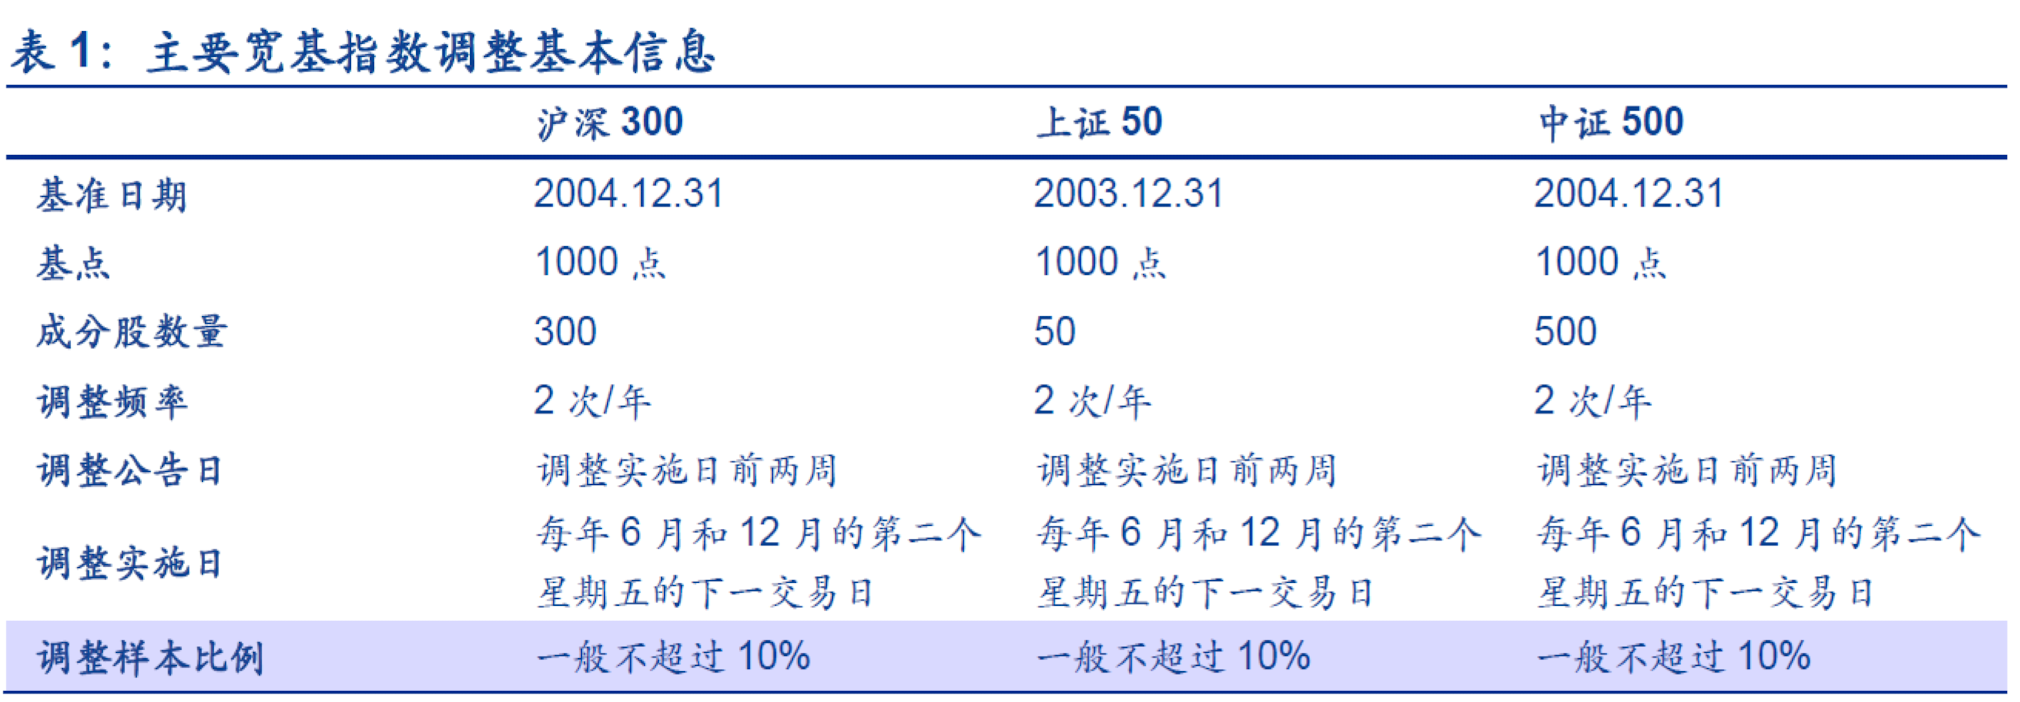 表 1： 主要宽基指数调整基本信息
沪深 300 上证 50 中证 500
基准日期 2004.12.31 2003.12.31 2004.12.31
基点 1000 点 1000 点 1000 点
成分股数量 300 50 500
调整频率 2 次/年 2 次/年 2 次/年
调整公告日 调整实施日前两周 调整实施日前两周 调整实施日前两周
调整实施日 每年 6 月和 12 月的第二个 每年 6 月和 12 月的第二个 每年 6 月和 12 月的第二个
星期五的下一交易日 星期五的下一交易日 星期五的下一交易日
调整样本比例 一般不超过 10% 一般不超过 10% 一般不超过 10%